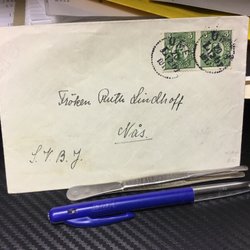 Fröken Ruth Lindhoff
Nås.
S.V.B.J.